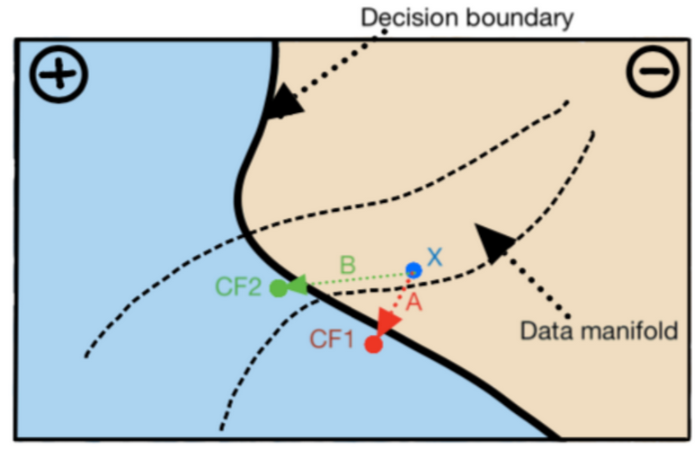 Decision boundary
+
−
B
X
CF2
A
CF1
Data manifold